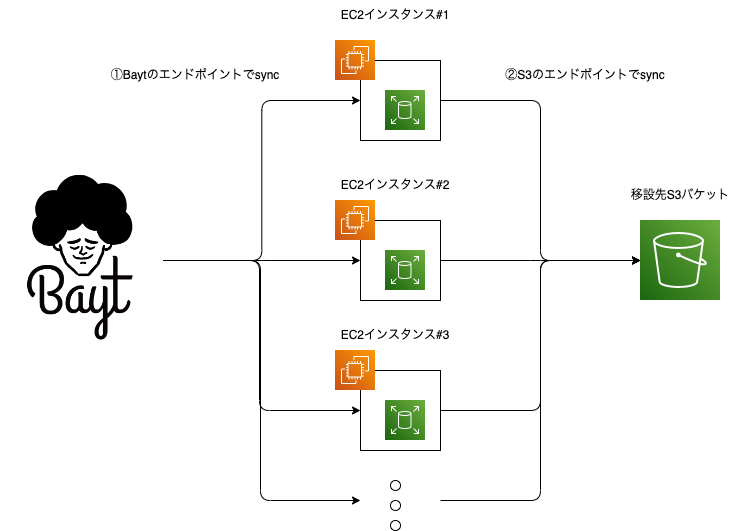 EC2インスタンス#1
①Baytのエンドポイントでsync
②S3のエンドポイントでsync
EC2インスタンス#2
移設先S3バケット
Bayt
EC2インスタンス#3